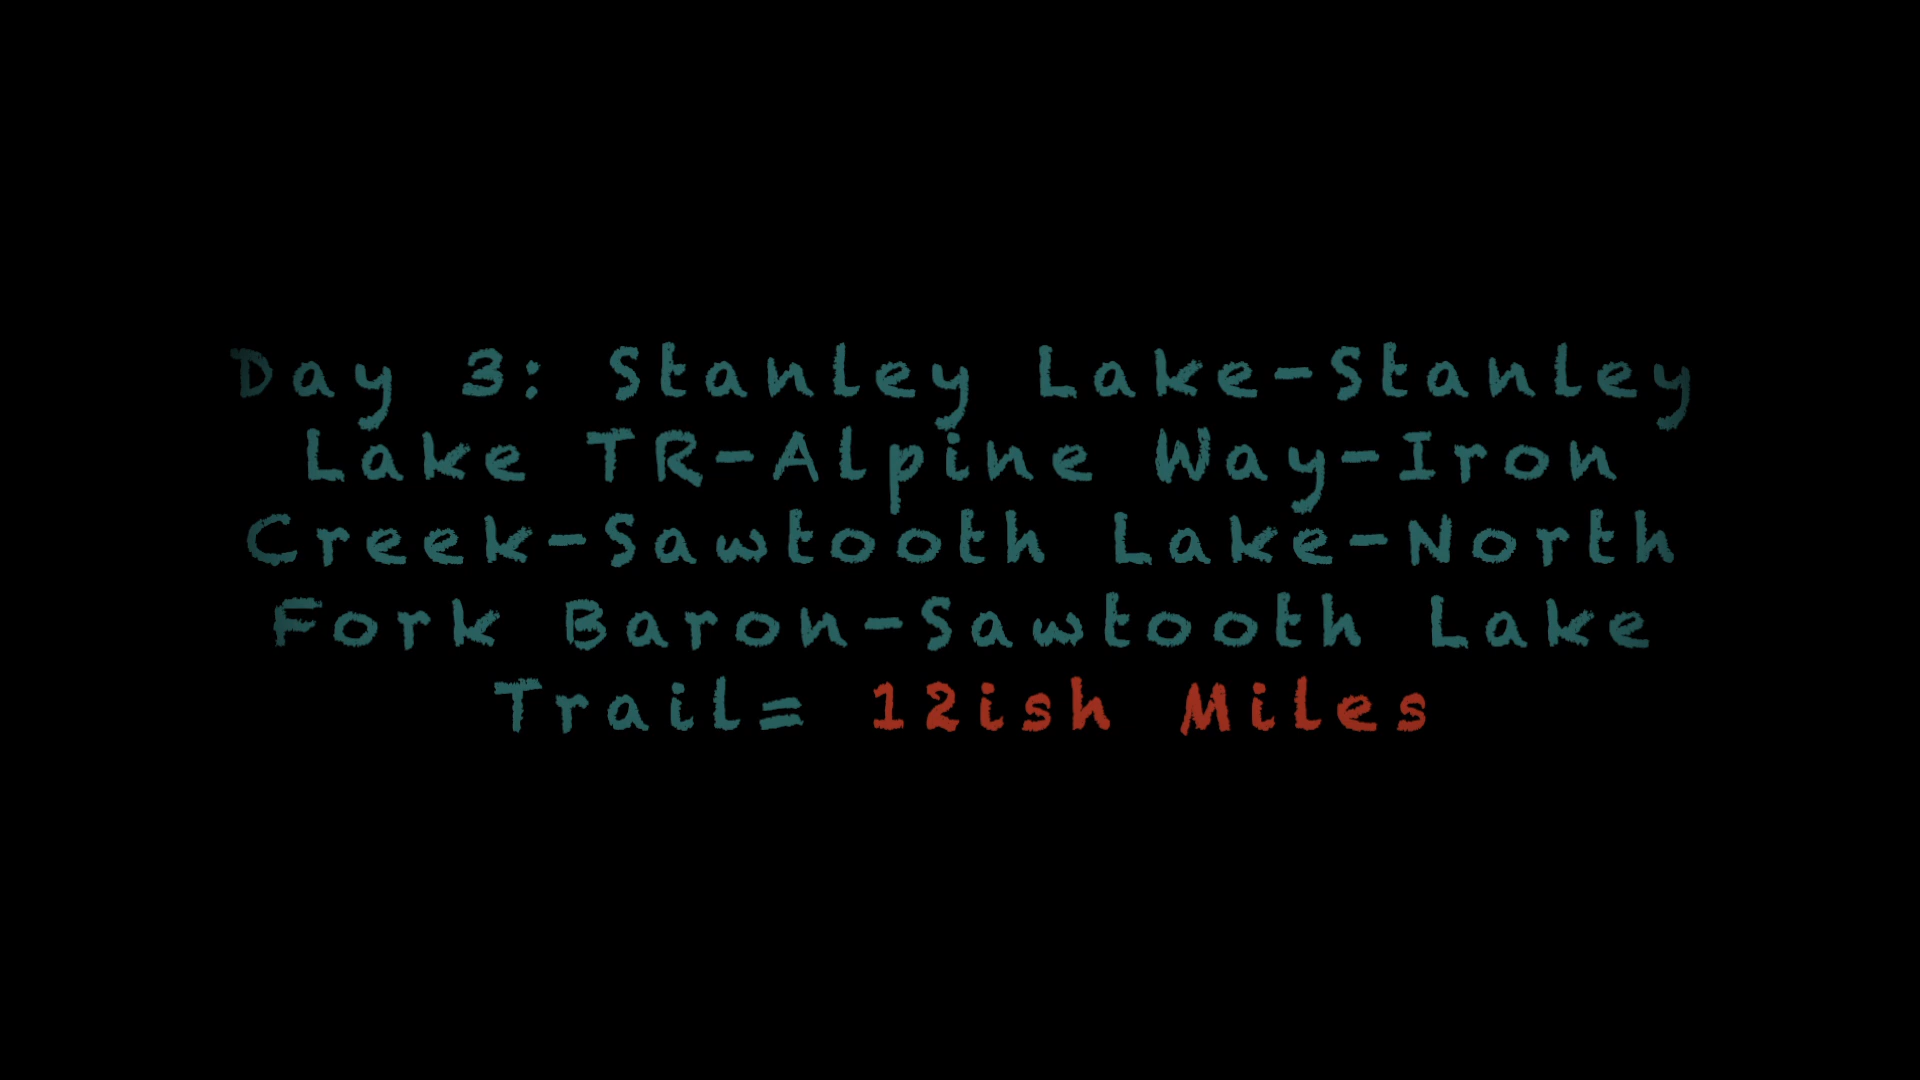 Day 3: Stanley Lake-Stanley
Lake TR-Alpine Way-Iron
Creek-Sawtooth Lake-North
Fork Baron-Sawtooth Lake
Trail= 12ish Miles